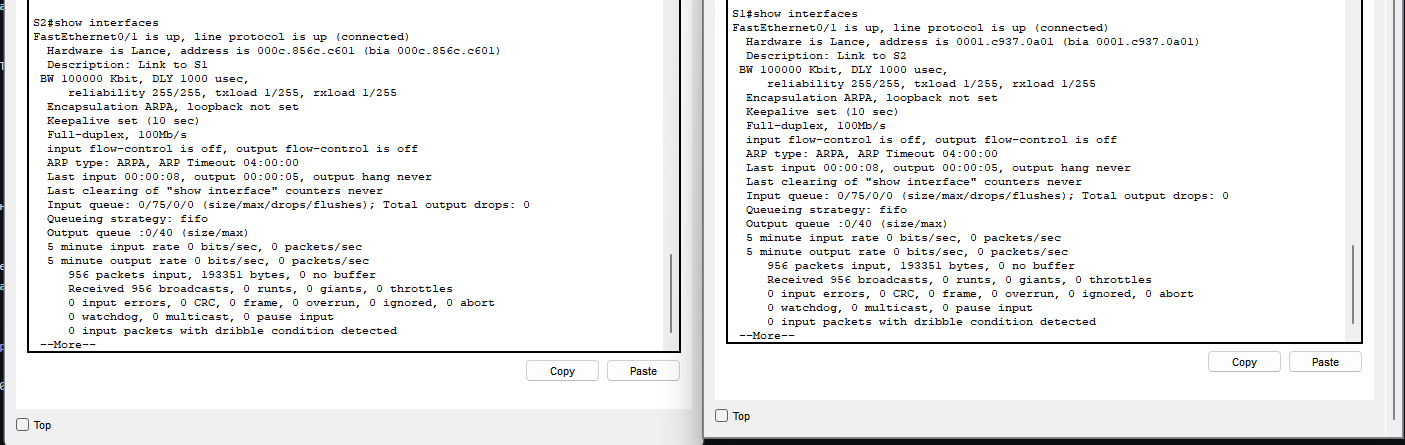 S2#show interfaces
FastEthernet0/1 is up, line protocol is up (connected)
Hardware is Lance, address is 000c.856c.c601 (bia 000c.856c.c601)
Description: Link to S1
BW 100000 Kbit, DLY 1000 usec,
reliability 255/255, txload 1/255, rxload 1/255
Encapsulation ARPA, loopback not set
Keepalive set (10 sec)
Full-duplex, 100Mb/s
input flow-control is off, output flow-control is off
ARP type: ARPA, ARP Timeout 04:00:00
Last input 00:00:08, output 00:00:05, output hang never
Last clearing of "show interface" counters never
Input queue: 0/75/0/0 (size/max/drops/flushes); Total output drops: 0
Queueing strategy: fifo
Output queue :0/40 (size/max)
5 minute input rate 0 bits/sec, 0 packets/sec
5 minute output rate 0 bits/sec, 0 packets/sec
956 packets input, 193351 bytes, 0 no buffer
Received 956 broadcasts, 0 runts, 0 giants, 0 throttles
0 input errors, 0 CRC, 0 frame, 0 overrun, 0 ignored, 0 abort
0 watchdog, 0 multicast, 0 pause input
0 input packets with dribble condition detected
--More--
Copy
Paste
Top
S1#show interfaces
FastEthernet0/1 is up, line protocol is up (connected)
Hardware is Lance, address is 0001.c937.0a01 (bia 0001.c937.0a01)
Description: Link to S2
BW 100000 Kbit, DLY 1000 usec,
reliability 255/255, txload 1/255, rxload 1/255
Encapsulation ARPA, loopback not set
Keepalive set (10 sec)
Full-duplex, 100Mb/s
input flow-control is off, output flow-control is off
ARP type: ARPA, ARP Timeout 04:00:00
Last input 00:00:08, output 00:00:05, output hang never
Last clearing of "show interface" counters never
Input queue: 0/75/0/0 (size/max/drops/flushes); Total output drops: 0
Queueing strategy: fifo
Output queue :0/40 (size/max)
5 minute input rate 0 bits/sec, 0 packets/sec
5 minute output rate 0 bits/sec, 0 packets/sec
956 packets input, 193351 bytes, 0 no buffer
Received 956 broadcasts, 0 runts, 0 giants, 0 throttles
0 input errors, 0 CRC, 0 frame, 0 overrun, 0 ignored, 0 abort
0 watchdog, 0 multicast, 0 pause input
0 input packets with dribble condition detected
--More--
Copy
Paste
Top